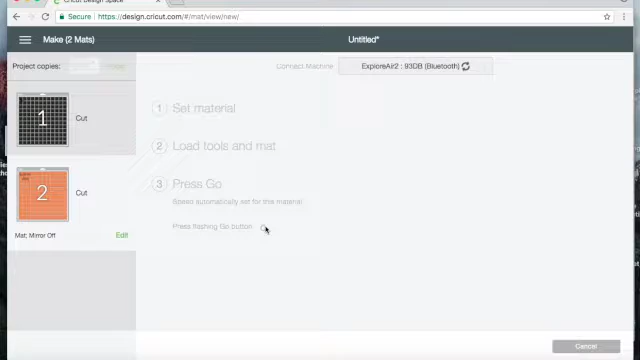 Cricut Design Space
Secure https://design.cricut.com/#/mat/view/new/
Make (2 Mats)
Untitled*
Project copies:
Connect Machine
ExploreAir2 : 93DB (Bluetooth)
1
Cut
1 Set material
2 Load tools and mat
2
Cut
3 Press Go
Speed automatically set for this material
Press flashing Go button
Mat, Mirror Off
Edit
Cancel